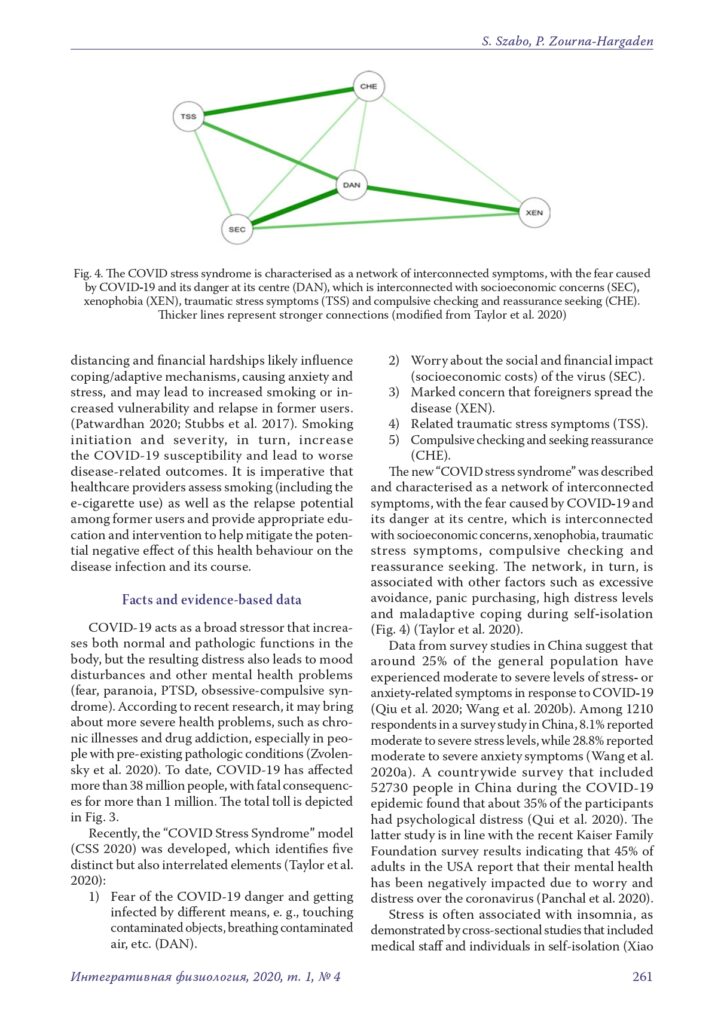 S. Szabo, P. Zourna-Hargaden
CHE
TSS
DAN
XEN
SEC
Fig. 4. The COVID stress syndrome is characterised as a network of interconnected symptoms, with the fear caused
by COVID-19 and its danger at its centre (DAN), which is interconnected with socioeconomic concerns (SEC),
xenophobia (XEN), traumatic stress symptoms (TSS) and compulsive checking and reassurance seeking (CHE).
Thicker lines represent stronger connections (modified from Taylor et al. 2020)
distancing and financial hardships likely influence
coping/adaptive mechanisms, causing anxiety and
stress, and may lead to increased smoking or in-
creased vulnerability and relapse in former users.
(Patwardhan 2020; Stubbs et al. 2017). Smoking
initiation and severity, in turn, increase
the COVID-19 susceptibility and lead to worse
disease-related outcomes. It is imperative that
healthcare providers assess smoking (including the
e-cigarette use) as well as the relapse potential
among former users and provide appropriate edu-
cation and intervention to help mitigate the poten-
tial negative effect of this health behaviour on the
disease infection and its course.
Facts and evidence-based data
COVID-19 acts as a broad stressor that increa-
ses both normal and pathologic functions in the
body, but the resulting distress also leads to mood
disturbances and other mental health problems
(fear, paranoia, PTSD, obsessive-compulsive syn-
drome). According to recent research, it may bring
about more severe health problems, such as chro-
nic illnesses and drug addiction, especially in peo-
ple with pre-existing pathologic conditions (Zvolen-
sky et al. 2020). To date, COVID-19 has affected
more than 38 million people, with fatal consequenc-
es for more than 1 million. The total toll is depicted
in Fig. 3.
Recently, the “COVID Stress Syndrome” model
(CSS 2020) was developed, which identifies five
distinct but also interrelated elements (Taylor et al.
2020):
1) Fear of the COVID-19 danger and getting
infected by different means, e. g., touching
contaminated objects, breathing contaminated
air, etc. (DAN).
2) Worry about the social and financial impact
(socioeconomic costs) of the virus (SEC).
3) Marked concern that foreigners spread the
disease (XEN).
4) Related traumatic stress symptoms (TSS).
5) Compulsive checking and seeking reassurance
(CHE).
The new “COVID stress syndrome” was described
and characterised as a network of interconnected
symptoms, with the fear caused by COVID-19 and
its danger at its centre, which is interconnected
with socioeconomic concerns, xenophobia, traumatic
stress symptoms, compulsive checking and
reassurance seeking. The network, in turn, is
associated with other factors such as excessive
avoidance, panic purchasing, high distress levels
and maladaptive coping during self-isolation
(Fig. 4) (Taylor et al. 2020).
Data from survey studies in China suggest that
around 25% of the general population have
experienced moderate to severe levels of stress- or
anxiety-related symptoms in response to COVID-19
(Qiu et al. 2020; Wang et al. 2020b). Among 1210
respondents in a survey study in China, 8.1% reported
moderate to severe stress levels, while 28.8% reported
moderate to severe anxiety symptoms (Wang et al.
2020a). A countrywide survey that included
52730 people in China during the COVID-19
epidemic found that about 35% of the participants
had psychological distress (Qui et al. 2020). The
latter study is in line with the recent Kaiser Family
Foundation survey results indicating that 45% of
adults in the USA report that their mental health
has been negatively impacted due to worry and
distress over the coronavirus (Panchal et al. 2020).
Stress is often associated with insomnia, as
demonstrated by cross-sectional studies that included
medical staff and individuals in self-isolation (Xiao
Интегративная физиология, 2020, т. 1, № 4
261